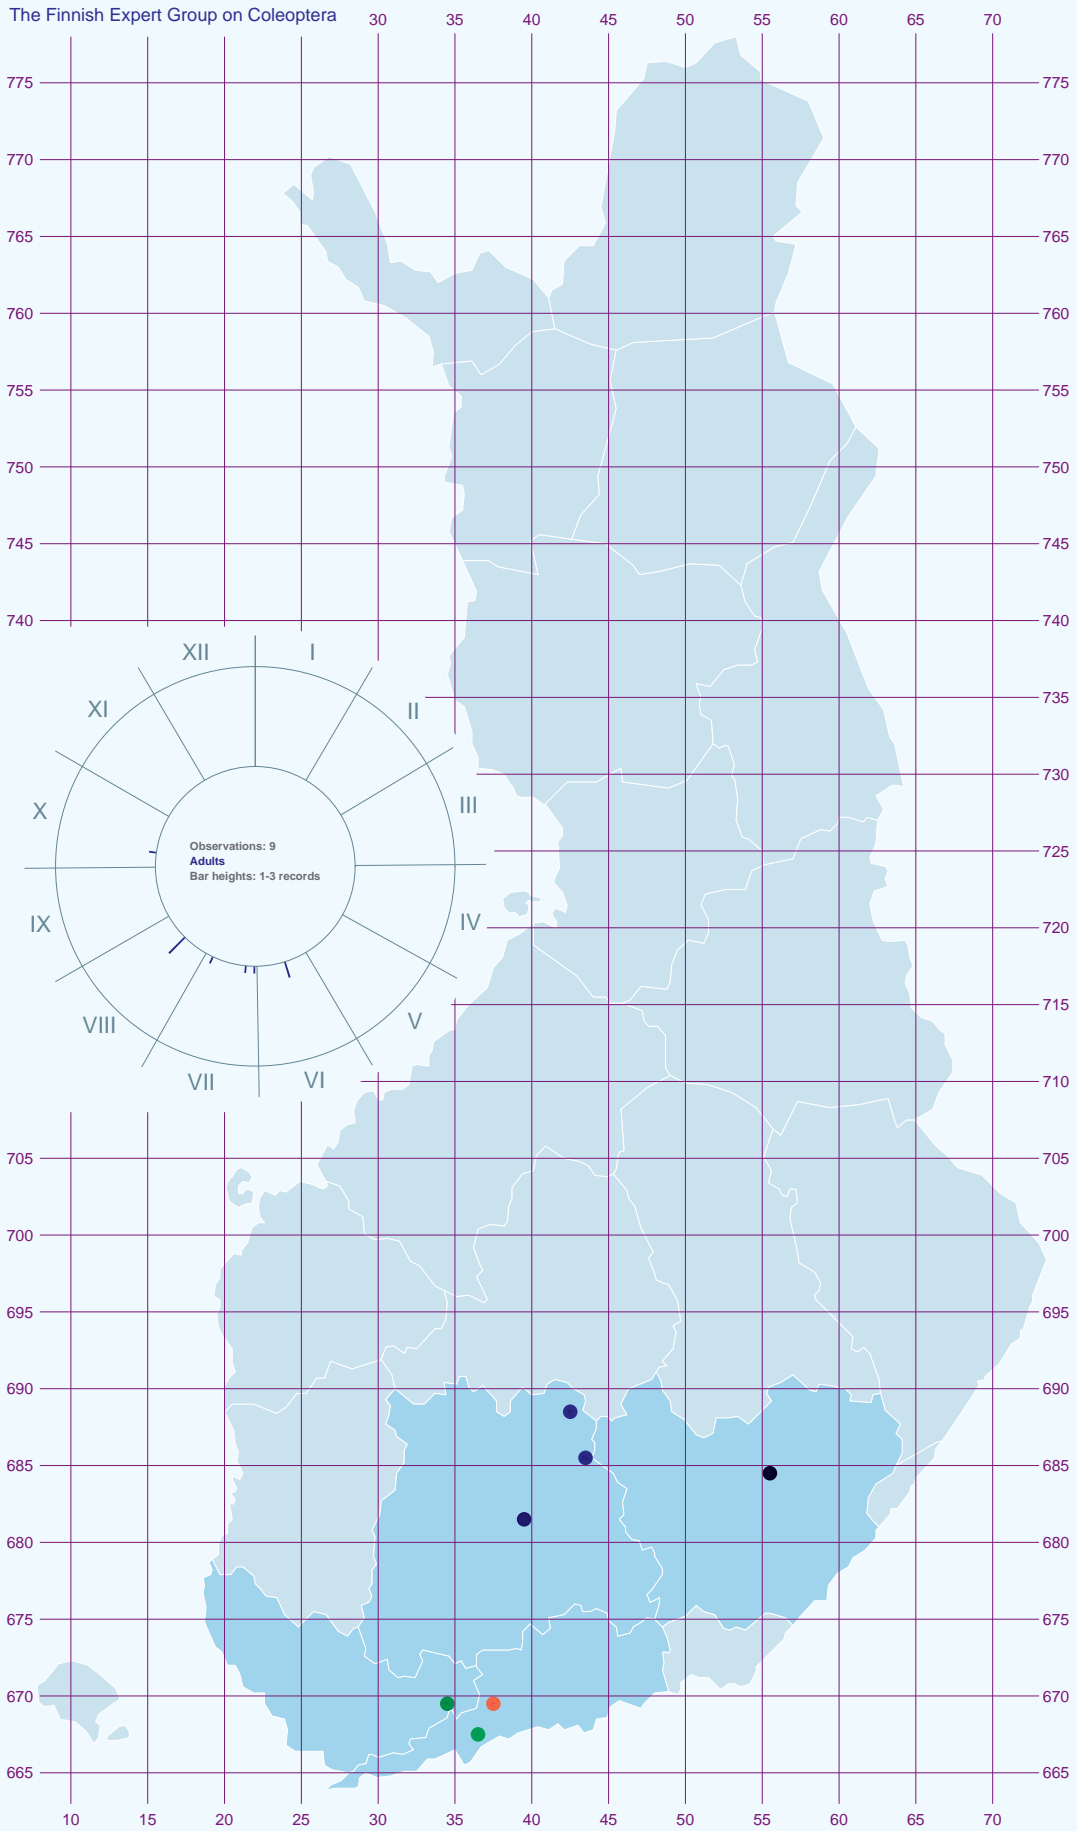 The Finnish Expert Group on Coleoptera
30 35 40 45 50 55 60 65 70
775 775
770 770
765 765
760 760
755 755
750 750
745 745
740 740
XII I
XI II
735
730
X III
Observations: 9
Adults
Bar heights: 1-3 records
725
IX IV
720
715
VIII V
VII VI
710
705 705
700 700
695 695
690 690
685 685
680 680
675 675
670 670
665 665
10 15 20 25 30 35 40 45 50 55 60 65 70